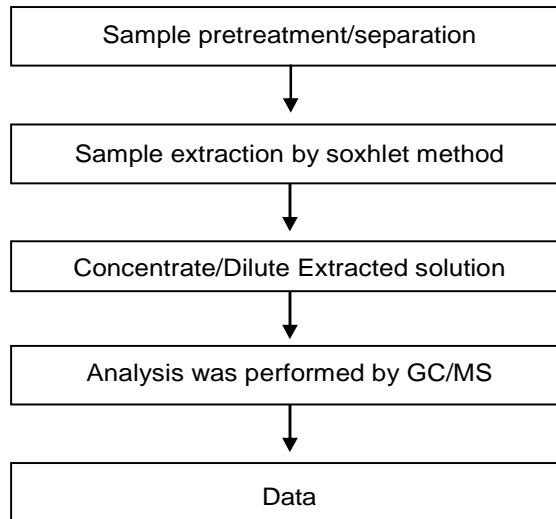 Sample pretreatment/separation
Sample extraction by soxhlet method
Concentrate/Dilute Extracted solution
Analysis was performed by GC/MS
Data